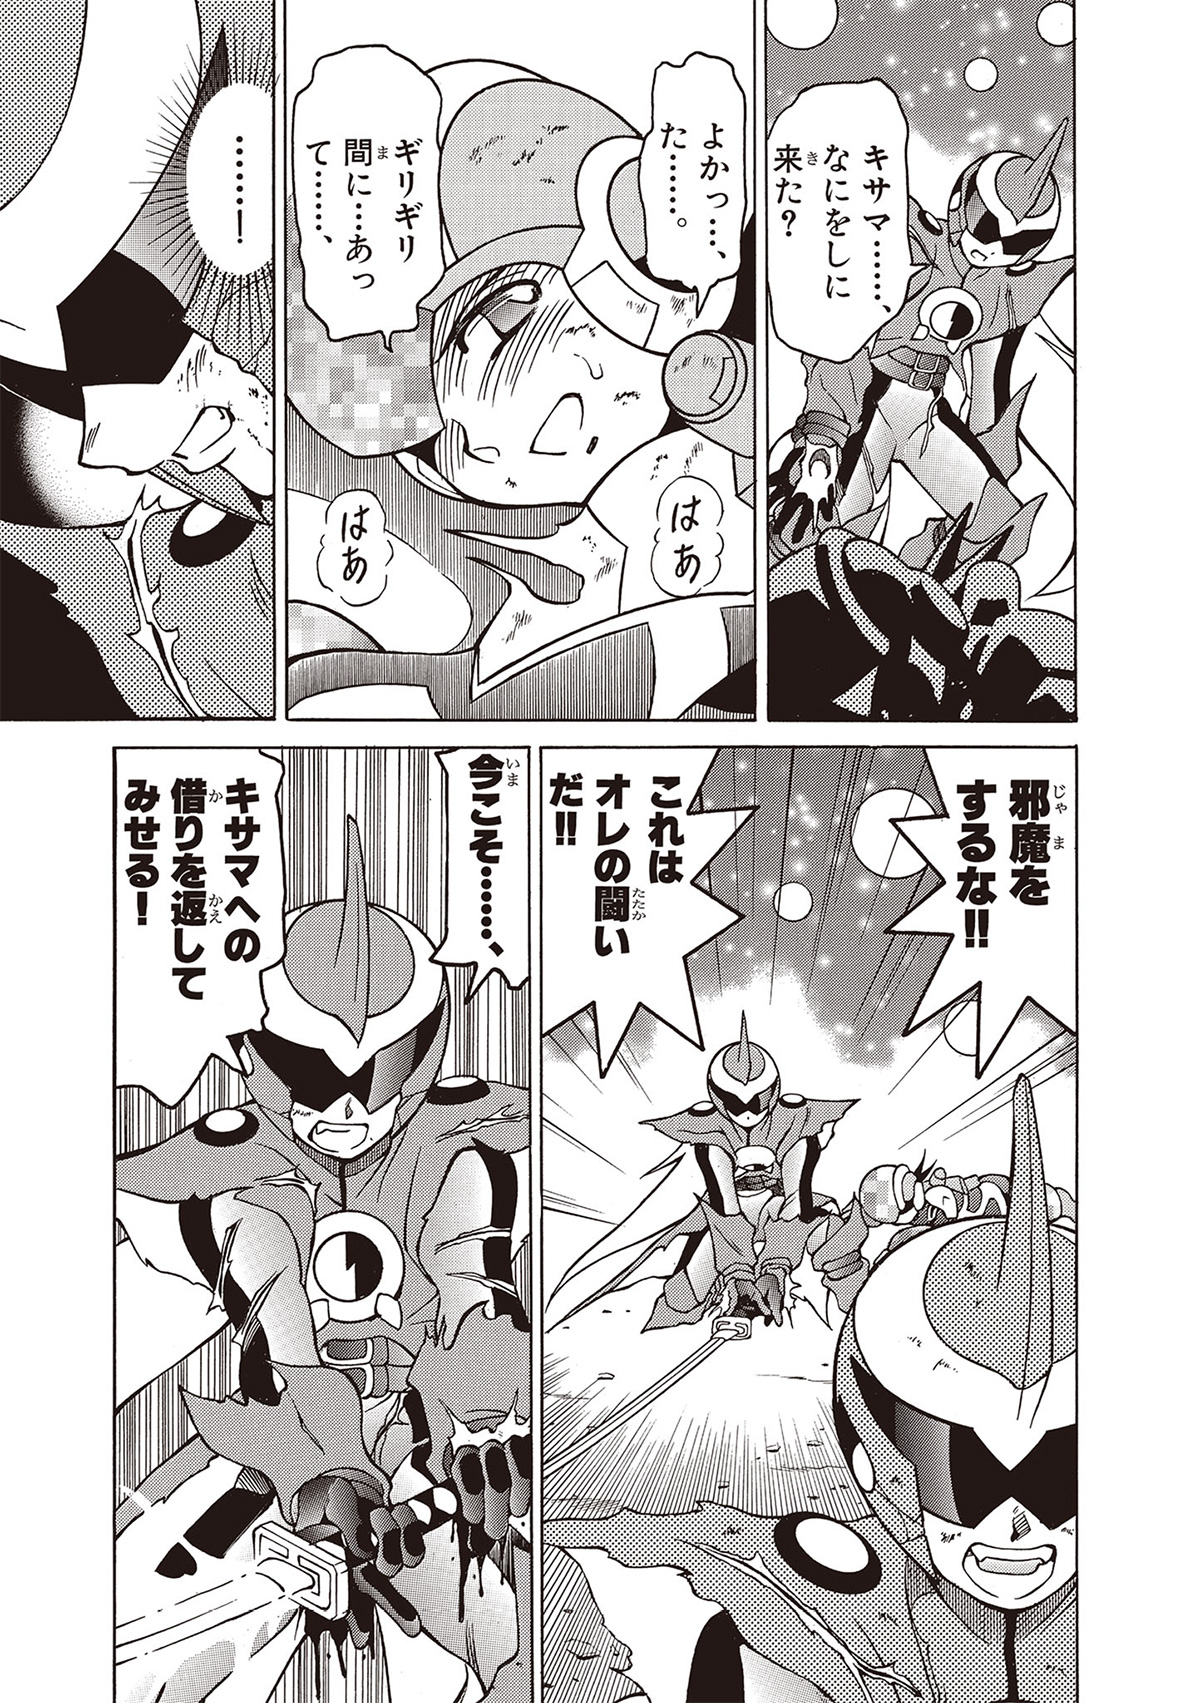 キサマ……、
なにをしに
来た?
よかっ…、
た……。
はあ
ギリギリ
間に…あっ
て……、
はあ
……!
邪魔を
するな!!
これは
オレの闘い
だ!!
今こそ……、
キサマへの
借りを返して
みせる!